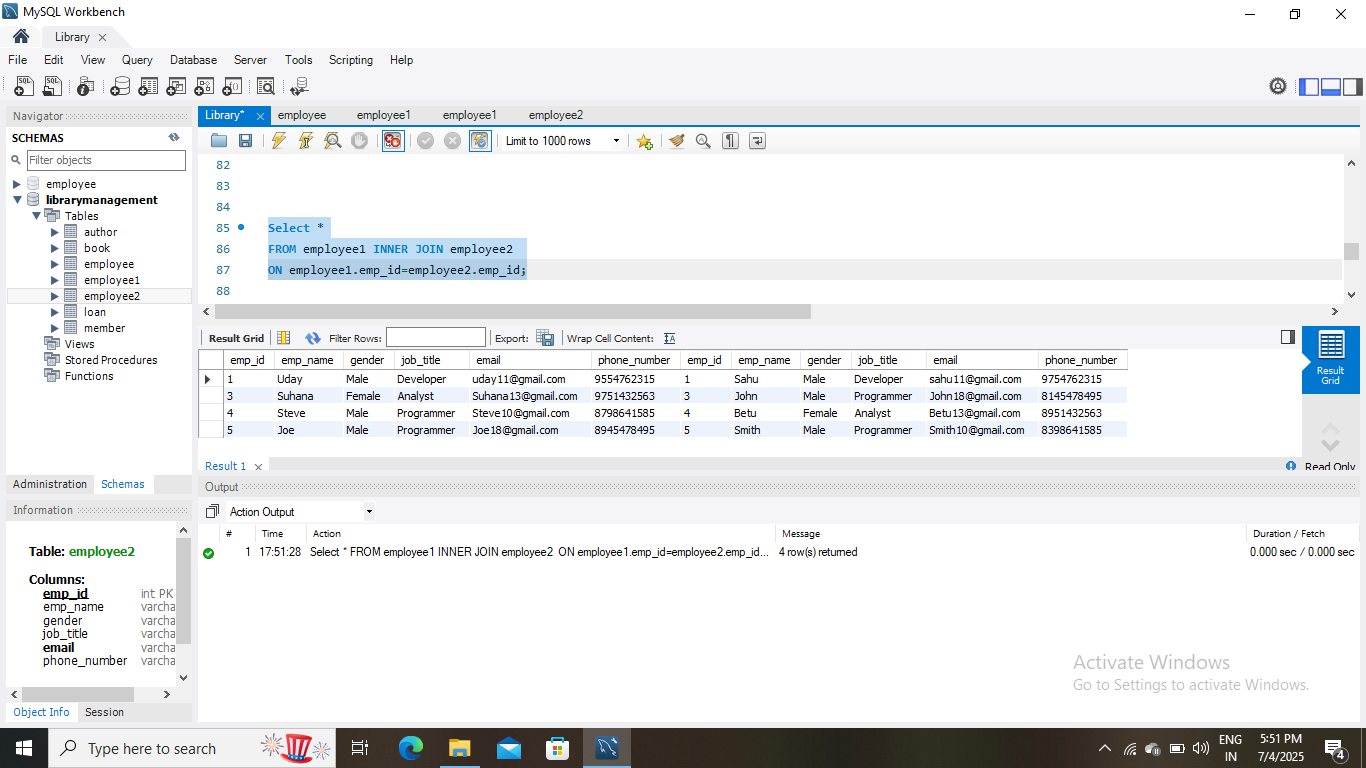 MySQL Workbench
Library
File Edit View Query Database Server Tools Scripting Help
Navigator
SCHEMAS
Filter objects
employee
librarymanagement
Tables
author
book
employee
employee1
employee2
loan
member
Views
Stored Procedures
Functions
Administration Schemas
Information
Table: employee2
Columns:
emp_id int PK
emp_name varcha
gender varcha
job_title varcha
email varcha
phone_number varcha
Object Info Session
Library* employee employee1 employee1 employee2
Limit to 1000 rows
82
83
84
85 Select *
86 FROM employee1 INNER JOIN employee2
87 ON employee1.emp_id=employee2.emp_id;
88
Result Grid Filter Rows: Export: Wrap Cell Content:
emp_id emp_name gender job_title email phone_number emp_id emp_name gender job_title email phone_number
1 Uday Male Developer uday11@gmail.com 9554762315 1 Sahu Male Developer sahu11@gmail.com 9754762315
3 Suhana Female Analyst Suhana13@gmail.com 9751432563 3 John Male Programmer John18@gmail.com 8145478495
4 Steve Male Programmer Steve10@gmail.com 8798641585 4 Betu Female Analyst Betu13@gmail.com 8951432563
5 Joe Male Programmer Joe18@gmail.com 8945478495 5 Smith Male Programmer Smith10@gmail.com 8398641585
Result
Grid
Result 1
Read Only
Output
Action Output
# Time Action Message Duration / Fetch
1 17:51:28 Select * FROM employee1 INNER JOIN employee2 ON employee1.emp_id=employee2.emp_id... 4 row(s) returned 0.000 sec / 0.000 sec
Activate Windows
Go to Settings to activate Windows.
Type here to search
ENG
IN
5:51 PM
7/4/2025
4